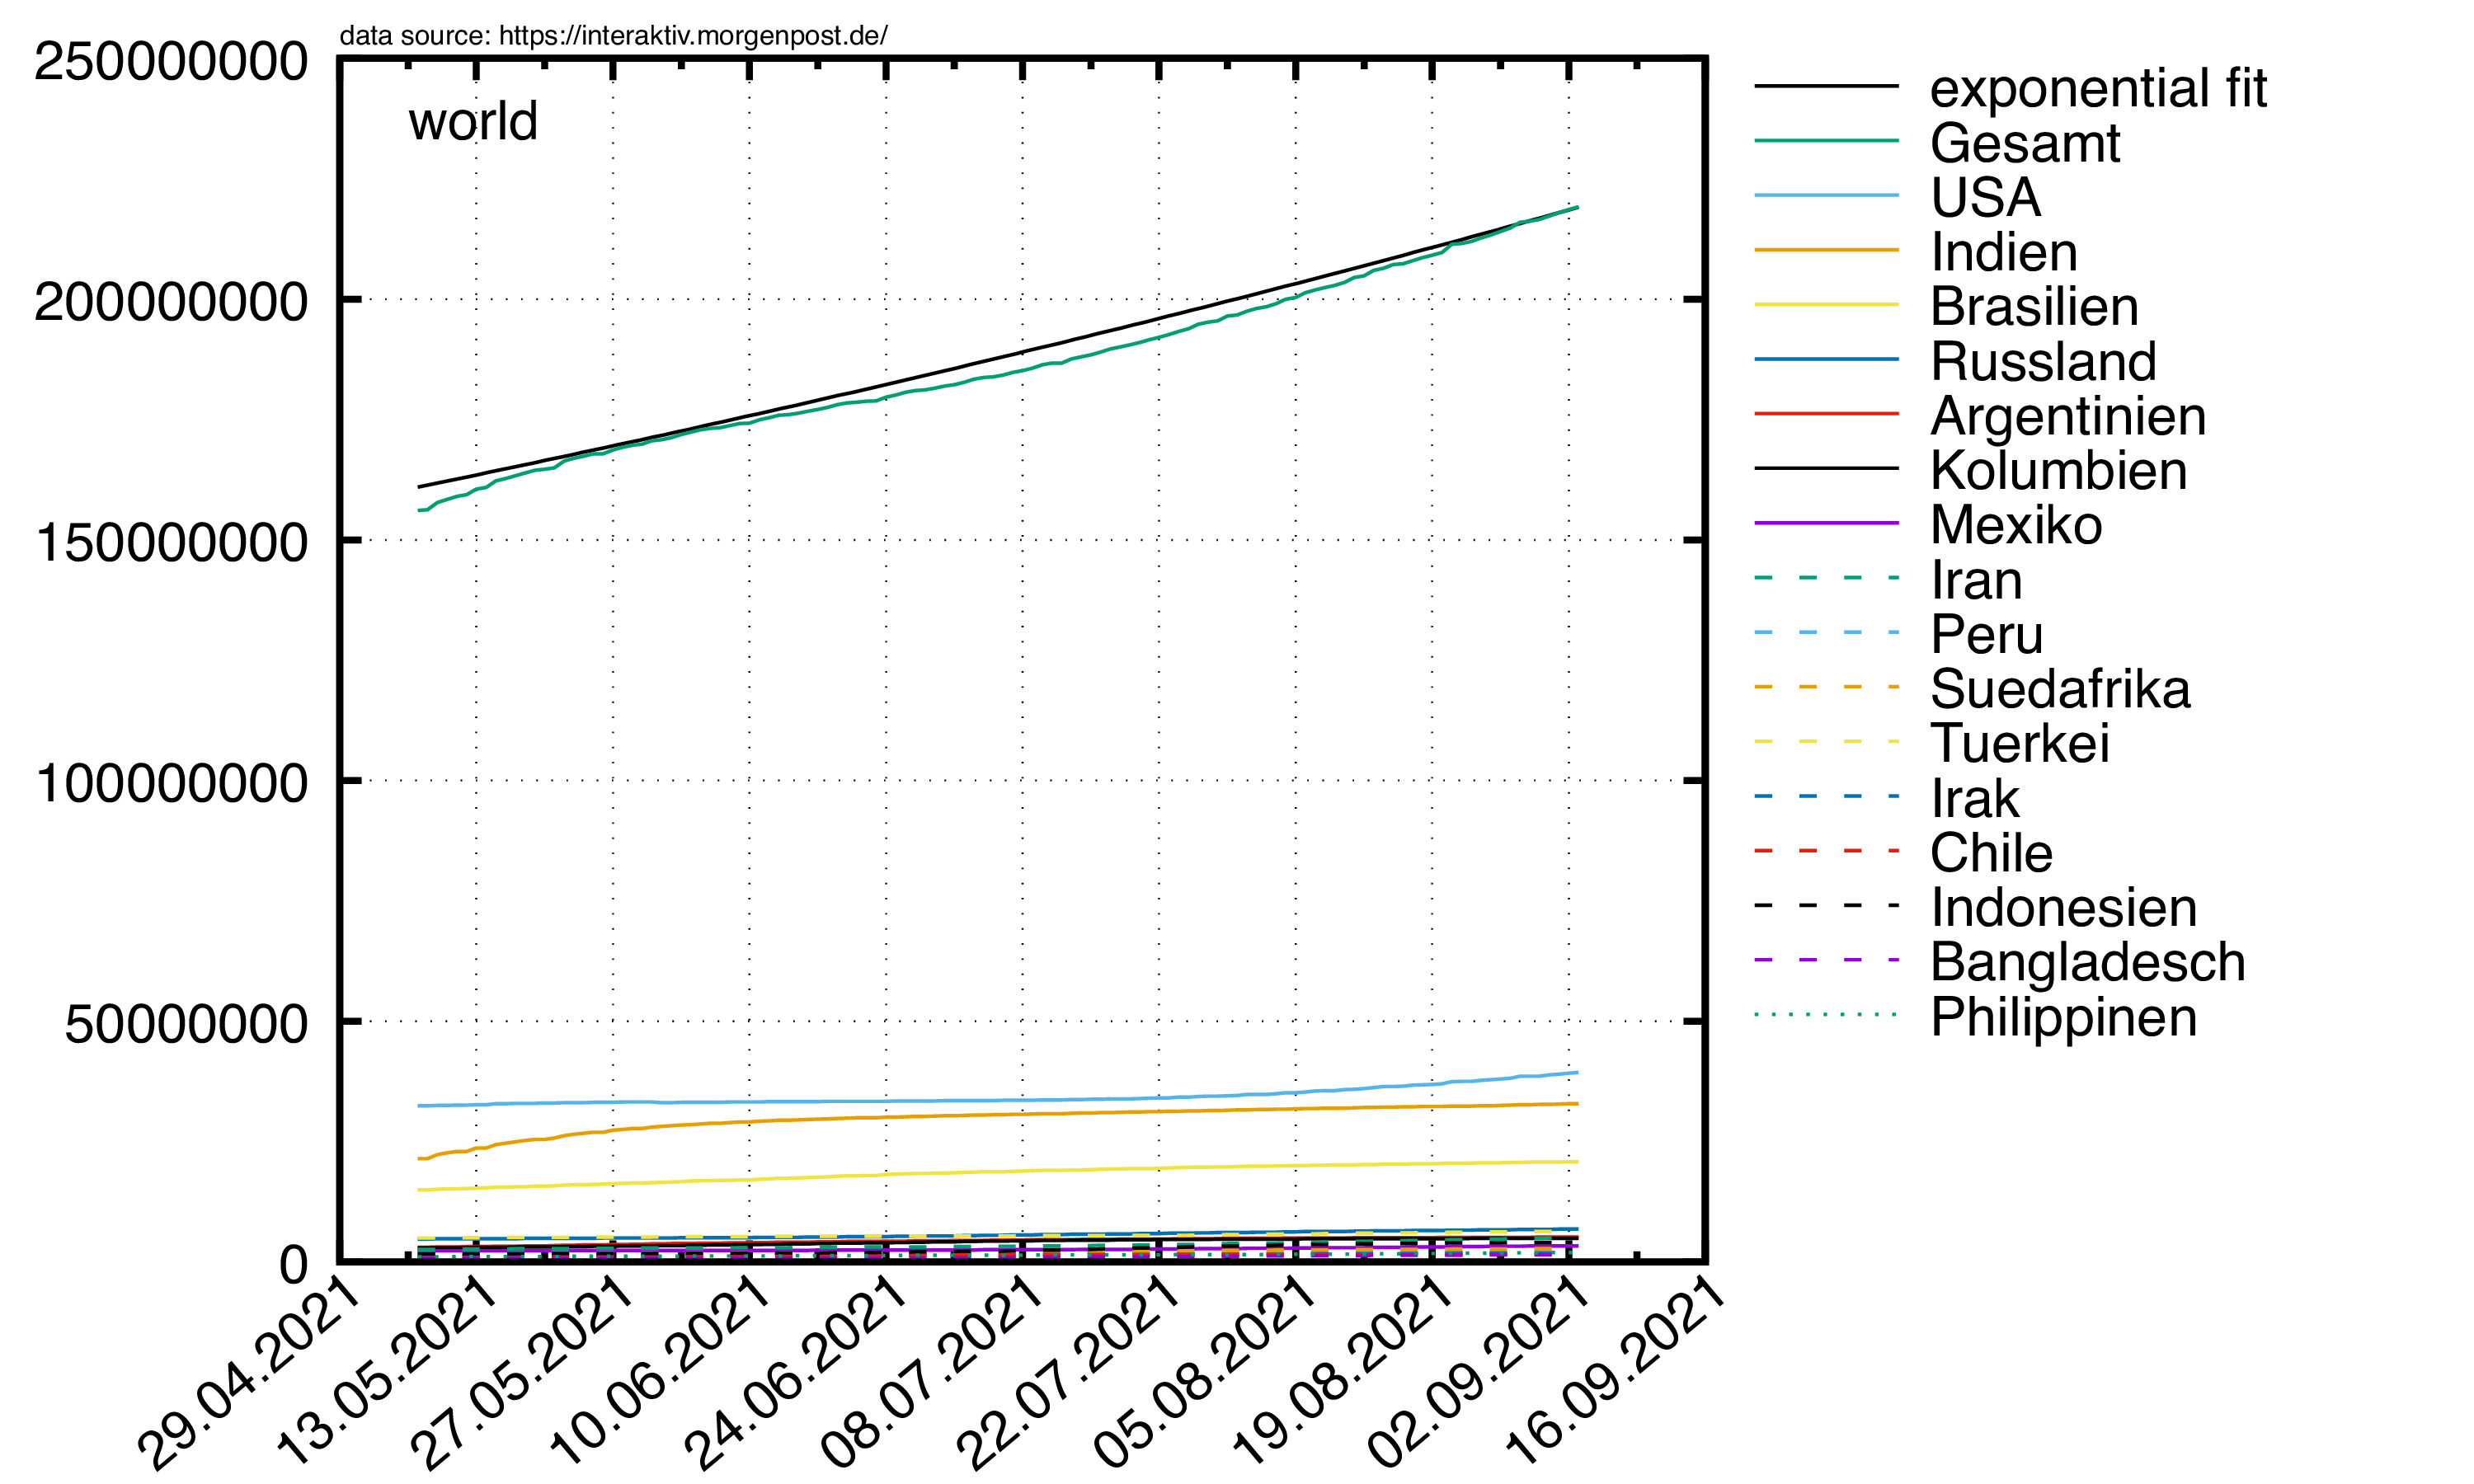 data source: https://interaktiv.morgenpost.de/
250000000
200000000
150000000
100000000
50000000
0
world
29.04.2021
13.05.2021
27.05.2021
10.06.2021
24.06.2021
08.07.2021
22.07.2021
05.08.2021
19.08.2021
02.09.2021
16.09.2021
exponential fit
Gesamt
USA
Indien
Brasilien
Russland
Argentinien
Kolumbien
Mexiko
Iran
Peru
Suedafrika
Tuerkei
Irak
Chile
Indonesien
Bangladesch
Philippinen